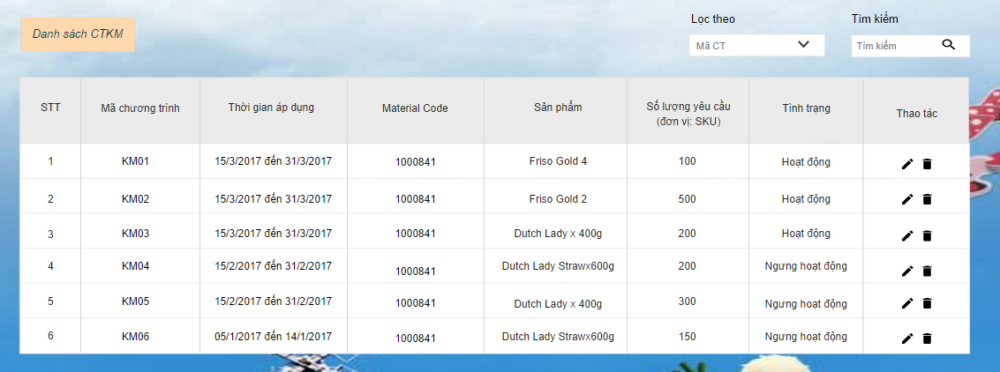 Danh sách CTKM
Lọc theo
Tìm kiếm
Mã CT
Tìm kiếm
STT Mã chương trình Thời gian áp dụng Material Code Sản phẩm Số lượng yêu cầu Tình trạng Thao tác
(đơn vị: SKU)
1 KM01 15/3/2017 đến 31/3/2017 1000841 Friso Gold 4 100 Hoạt động
2 KM02 15/3/2017 đến 31/3/2017 1000841 Friso Gold 2 500 Hoạt động
3 KM03 15/3/2017 đến 31/3/2017 1000841 Dutch Lady x 400g 200 Hoạt động
4 KM04 15/2/2017 đến 31/2/2017 1000841 Dutch Lady Strawx600g 200 Ngưng hoạt động
5 KM05 15/2/2017 đến 31/2/2017 1000841 Dutch Lady x 400g 300 Ngưng hoạt động
6 KM06 05/1/2017 đến 14/1/2017 1000841 Dutch Lady Strawx600g 150 Ngưng hoạt động